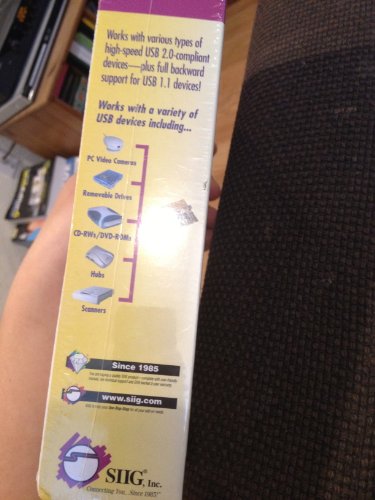 Works with various types of
high-speed USB 2.0-compliant
devices—plus full backward
support for USB 1.1 devices!
Works with a variety of
USB devices including...
PC Video Cameras
Removable Drives
CD-RWs/DVD-ROMs
Hubs
Scanners
Since 1985
www.siig.com
SIIG®, Inc.
Connecting You...Since 1985!™